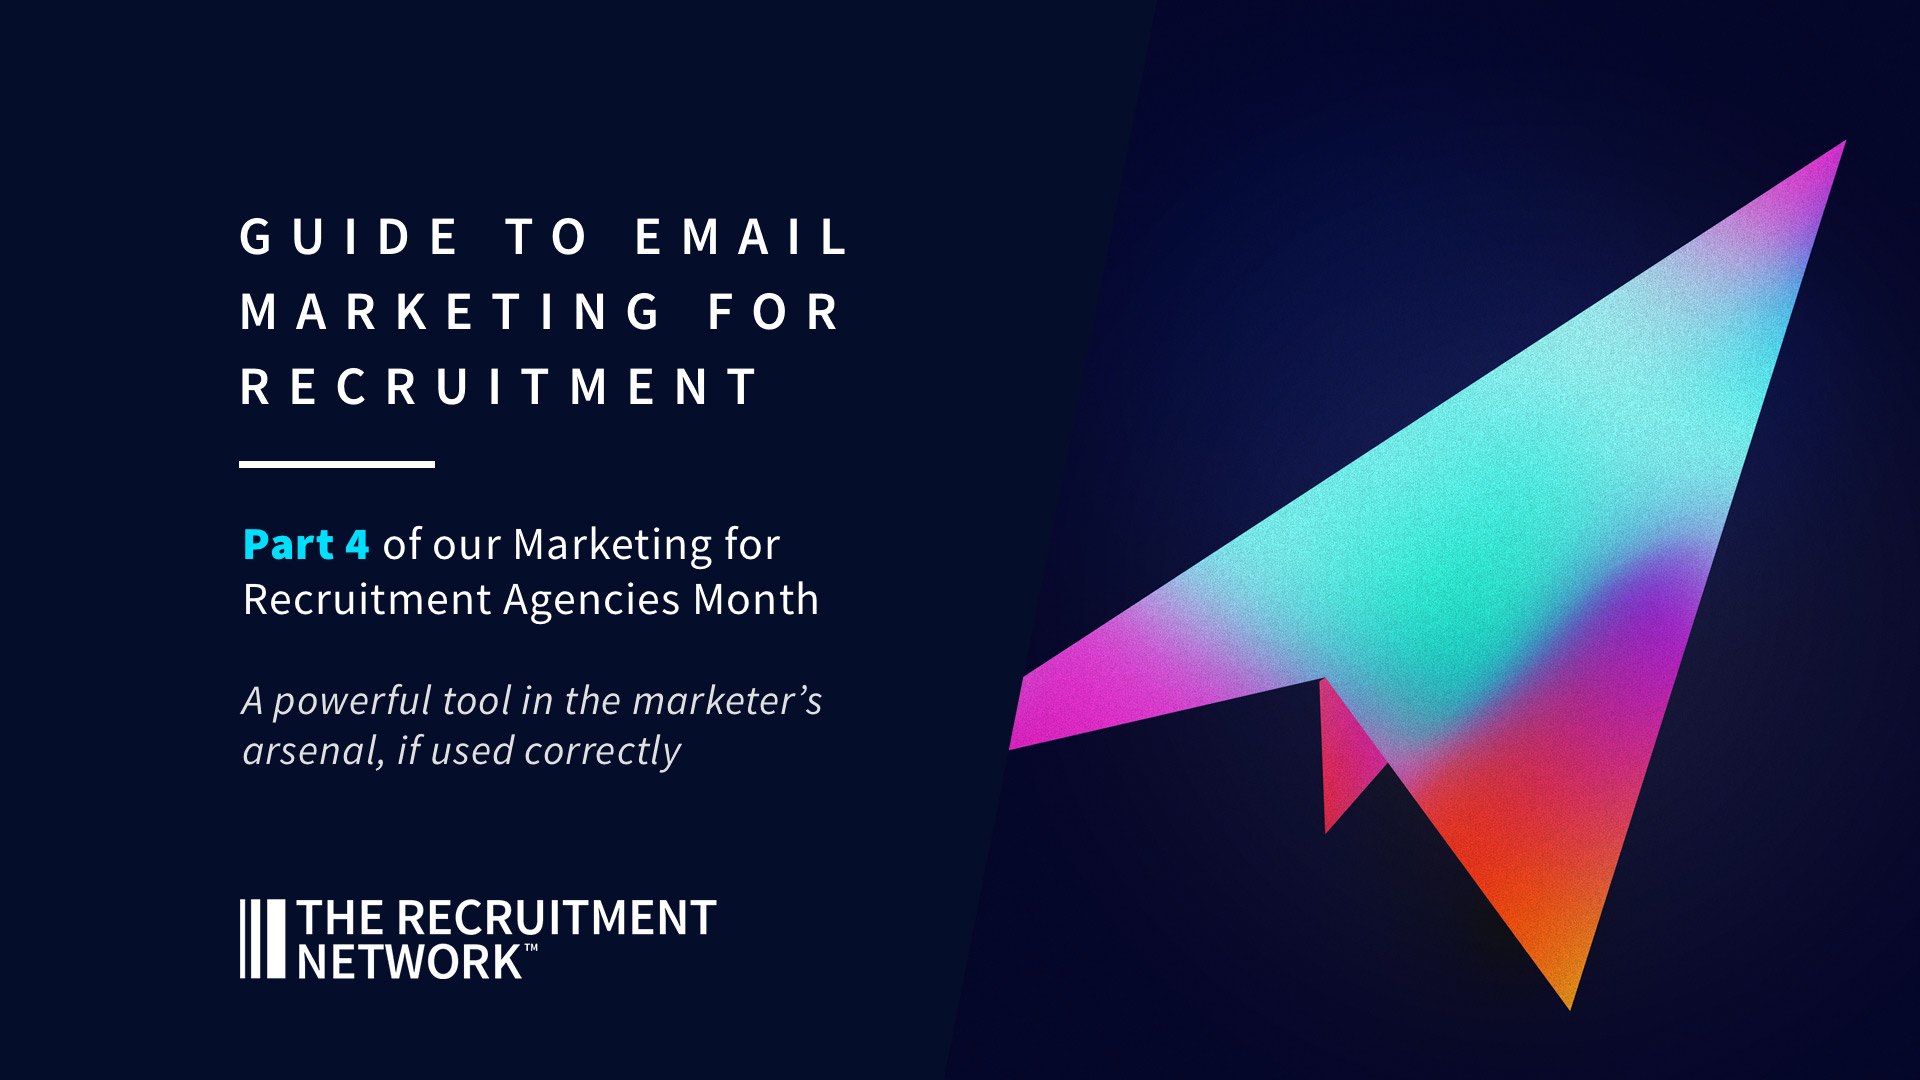 GUIDE TO EMAIL
MARKETING FOR
RECRUITMENT
Part 4 of our Marketing for
Recruitment Agencies Month
A powerful tool in the marketer’s
arsenal, if used correctly
THE RECRUITMENT
NETWORK™